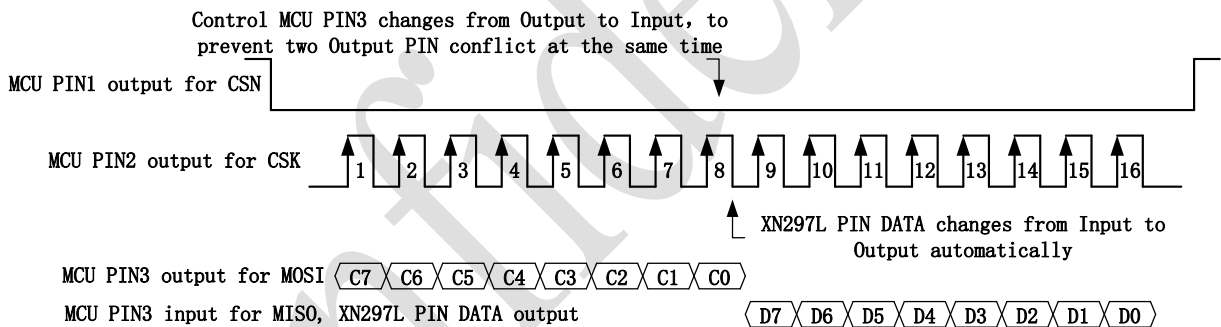 Control MCU PIN3 changes from Output to Input, to
prevent two Output PIN conflict at the same time
MCU PIN1 output for CSN
MCU PIN2 output for CSK
1 2 3 4 5 6 7 8 9 10 11 12 13 14 15 16
XN297L PIN DATA changes from Input to
Output automatically
MCU PIN3 output for MOSI C7 C6 C5 C4 C3 C2 C1 C0
MCU PIN3 input for MISO, XN297L PIN DATA output D7 D6 D5 D4 D3 D2 D1 D0